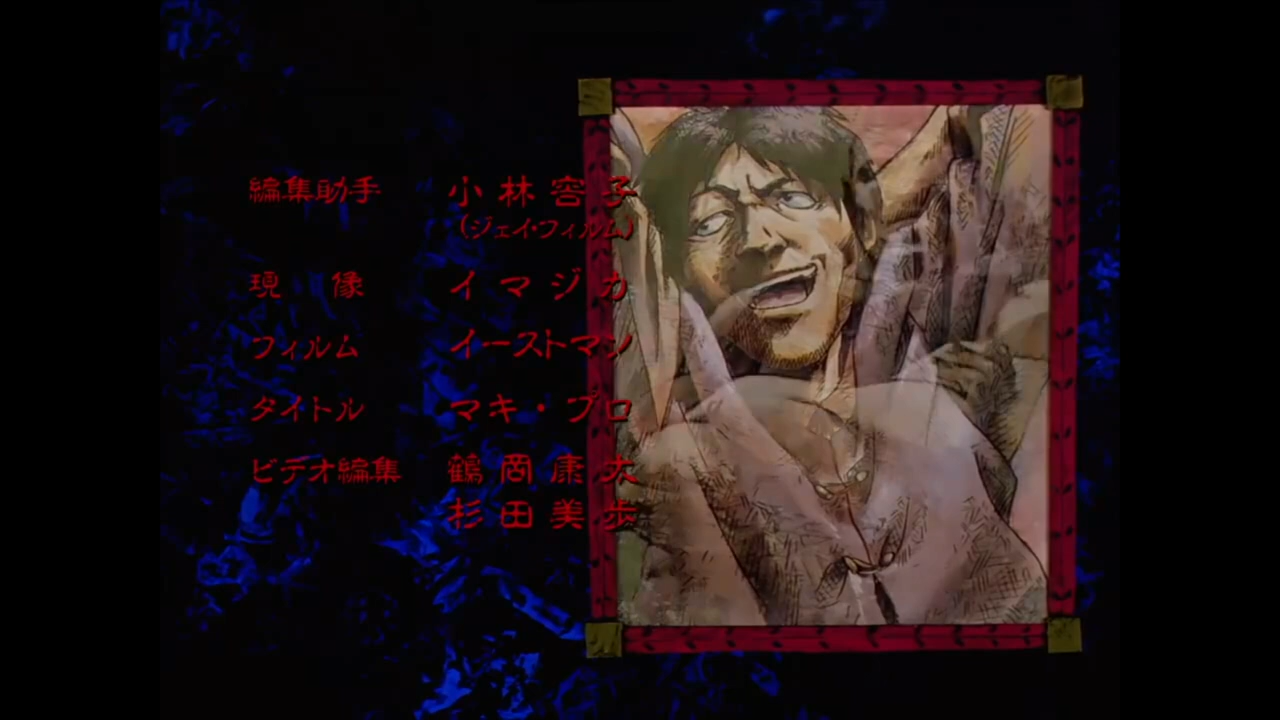 編集助手 小林容子
(ジェイ・フィルム)
現 像 イマジカ
フィルム イーストマン
タイトル マキ・プロ
ビデオ編集 鶴岡康太
杉田美歩